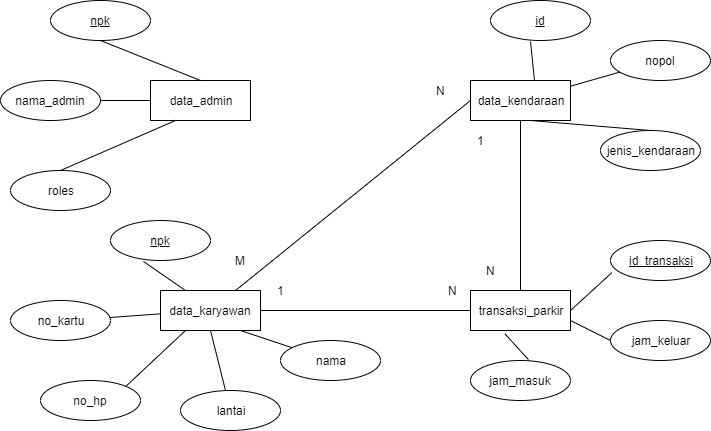 npk
id
nopol
nama_admin
data_admin
N
data_kendaraan
1
jenis_kendaraan
roles
npk
M
N
id_transaksi
1
N
no_kartu
data_karyawan
transaksi_parkir
jam_keluar
nama
jam_masuk
no_hp
lantai